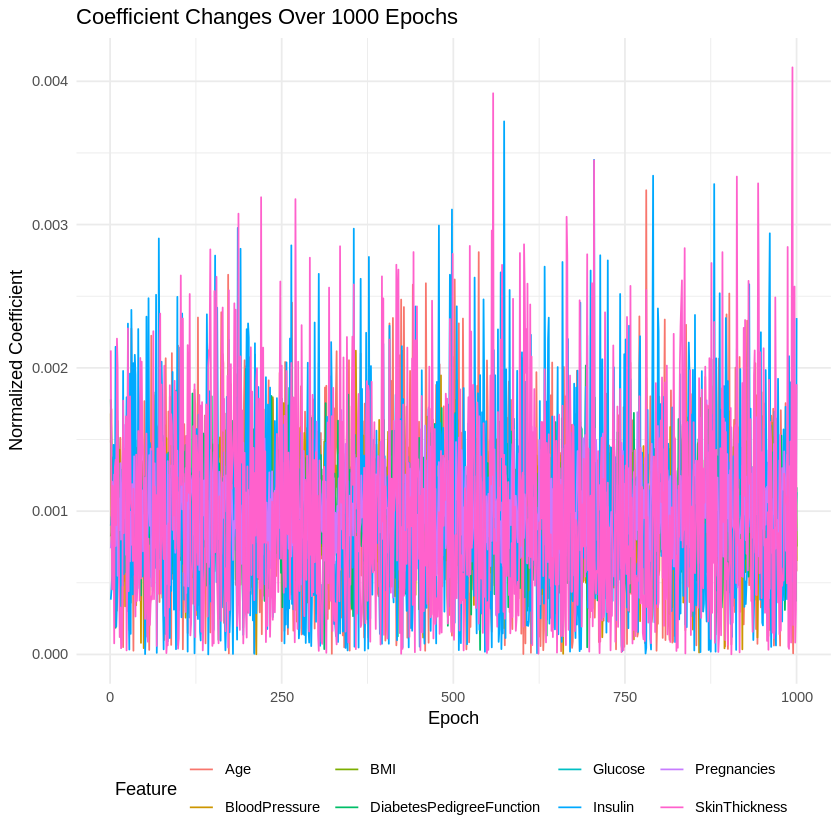 Coefficient Changes Over 1000 Epochs
Normalized Coefficient
0.004
0.003
0.002
0.001
0.000
0 250 500 750 1000
Epoch
Feature
Age BMI Glucose Pregnancies
BloodPressure DiabetesPedigreeFunction Insulin SkinThickness